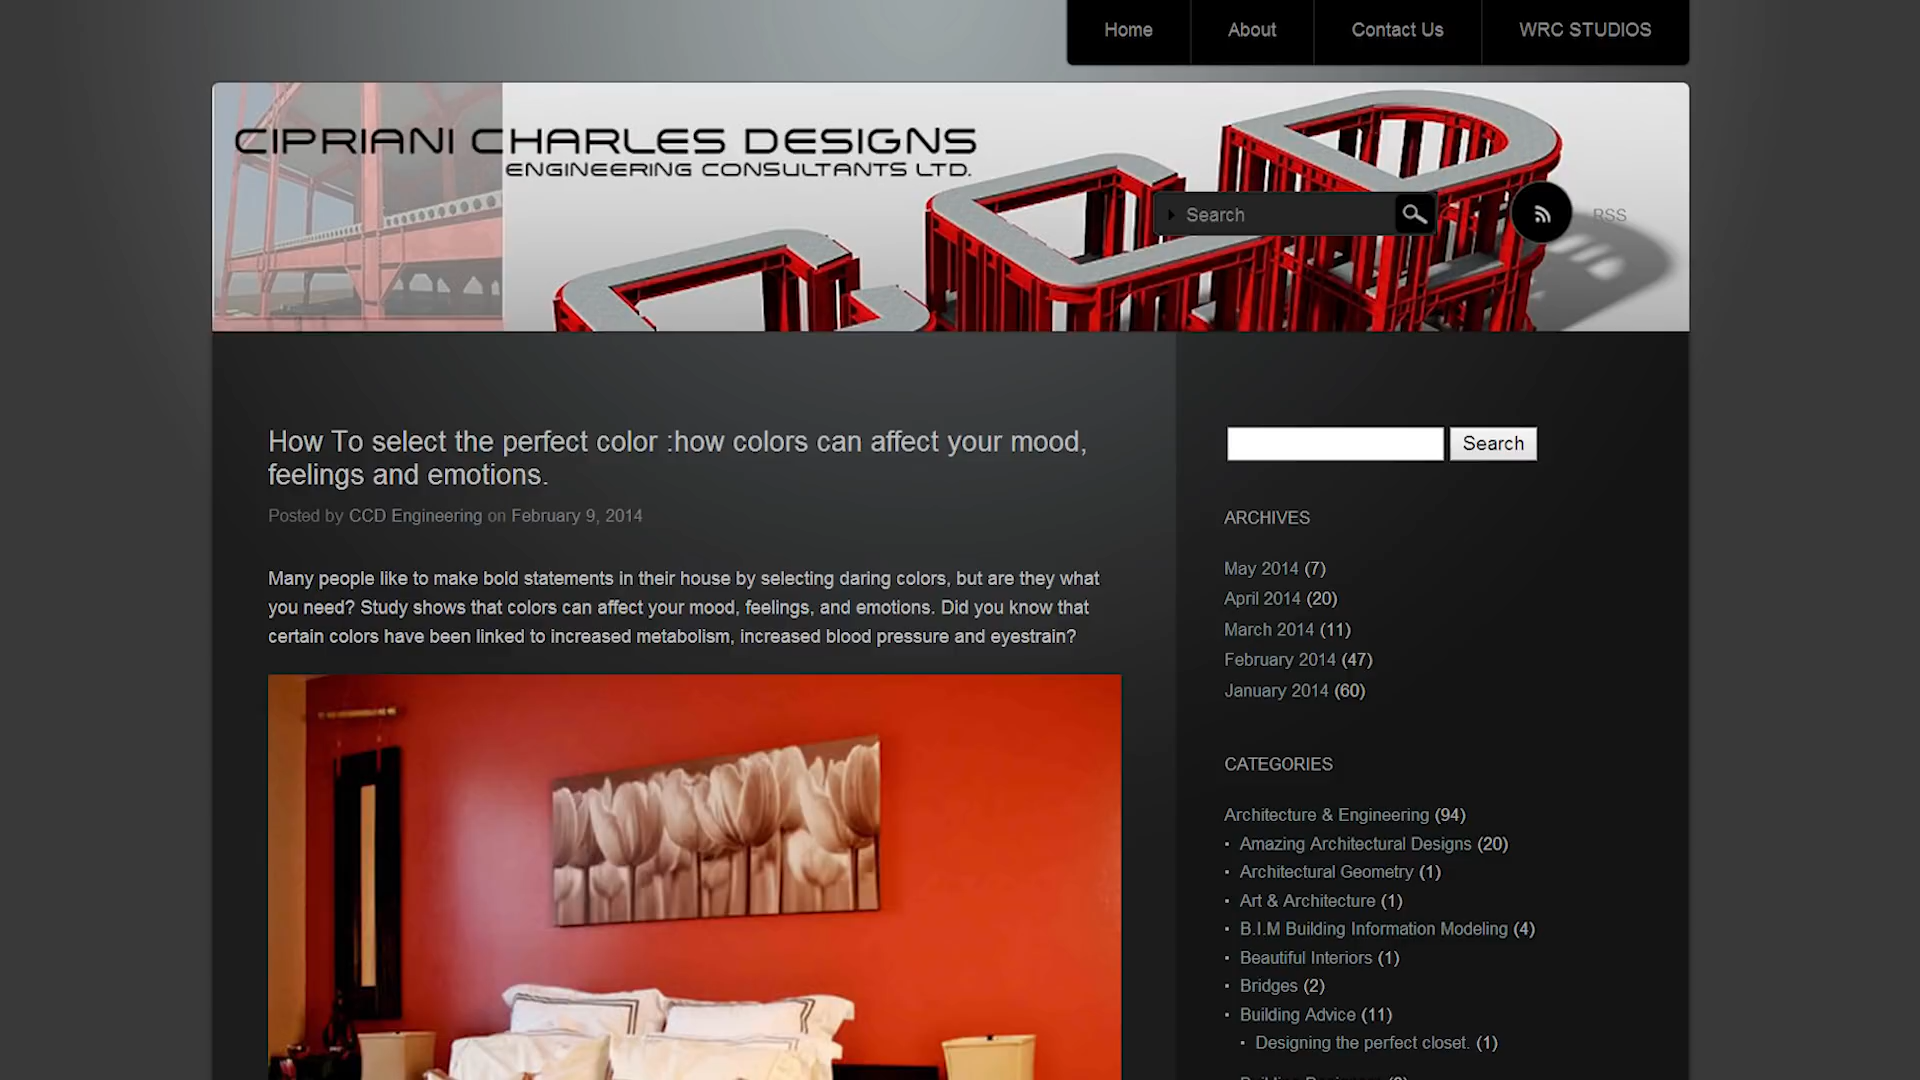 Home
About
Contact Us
WRC STUDIOS
CIPRIANI CHARLES DESIGNS
ENGINEERING CONSULTANTS LTD.
Search
RSS
How To select the perfect color :how colors can affect your mood,
feelings and emotions.
Posted by CCD Engineering on February 9, 2014
Many people like to make bold statements in their house by selecting daring colors, but are they what
you need? Study shows that colors can affect your mood, feelings, and emotions. Did you know that
certain colors have been linked to increased metabolism, increased blood pressure and eyestrain?
Search
ARCHIVES
May 2014 (7)
April 2014 (20)
March 2014 (11)
February 2014 (47)
January 2014 (60)
CATEGORIES
Architecture & Engineering (94)
• Amazing Architectural Designs (20)
• Architectural Geometry (1)
• Art & Architecture (1)
• B.I.M Building Information Modeling (4)
• Beautiful Interiors (1)
• Bridges (2)
• Building Advice (11)
• Designing the perfect closet. (1)